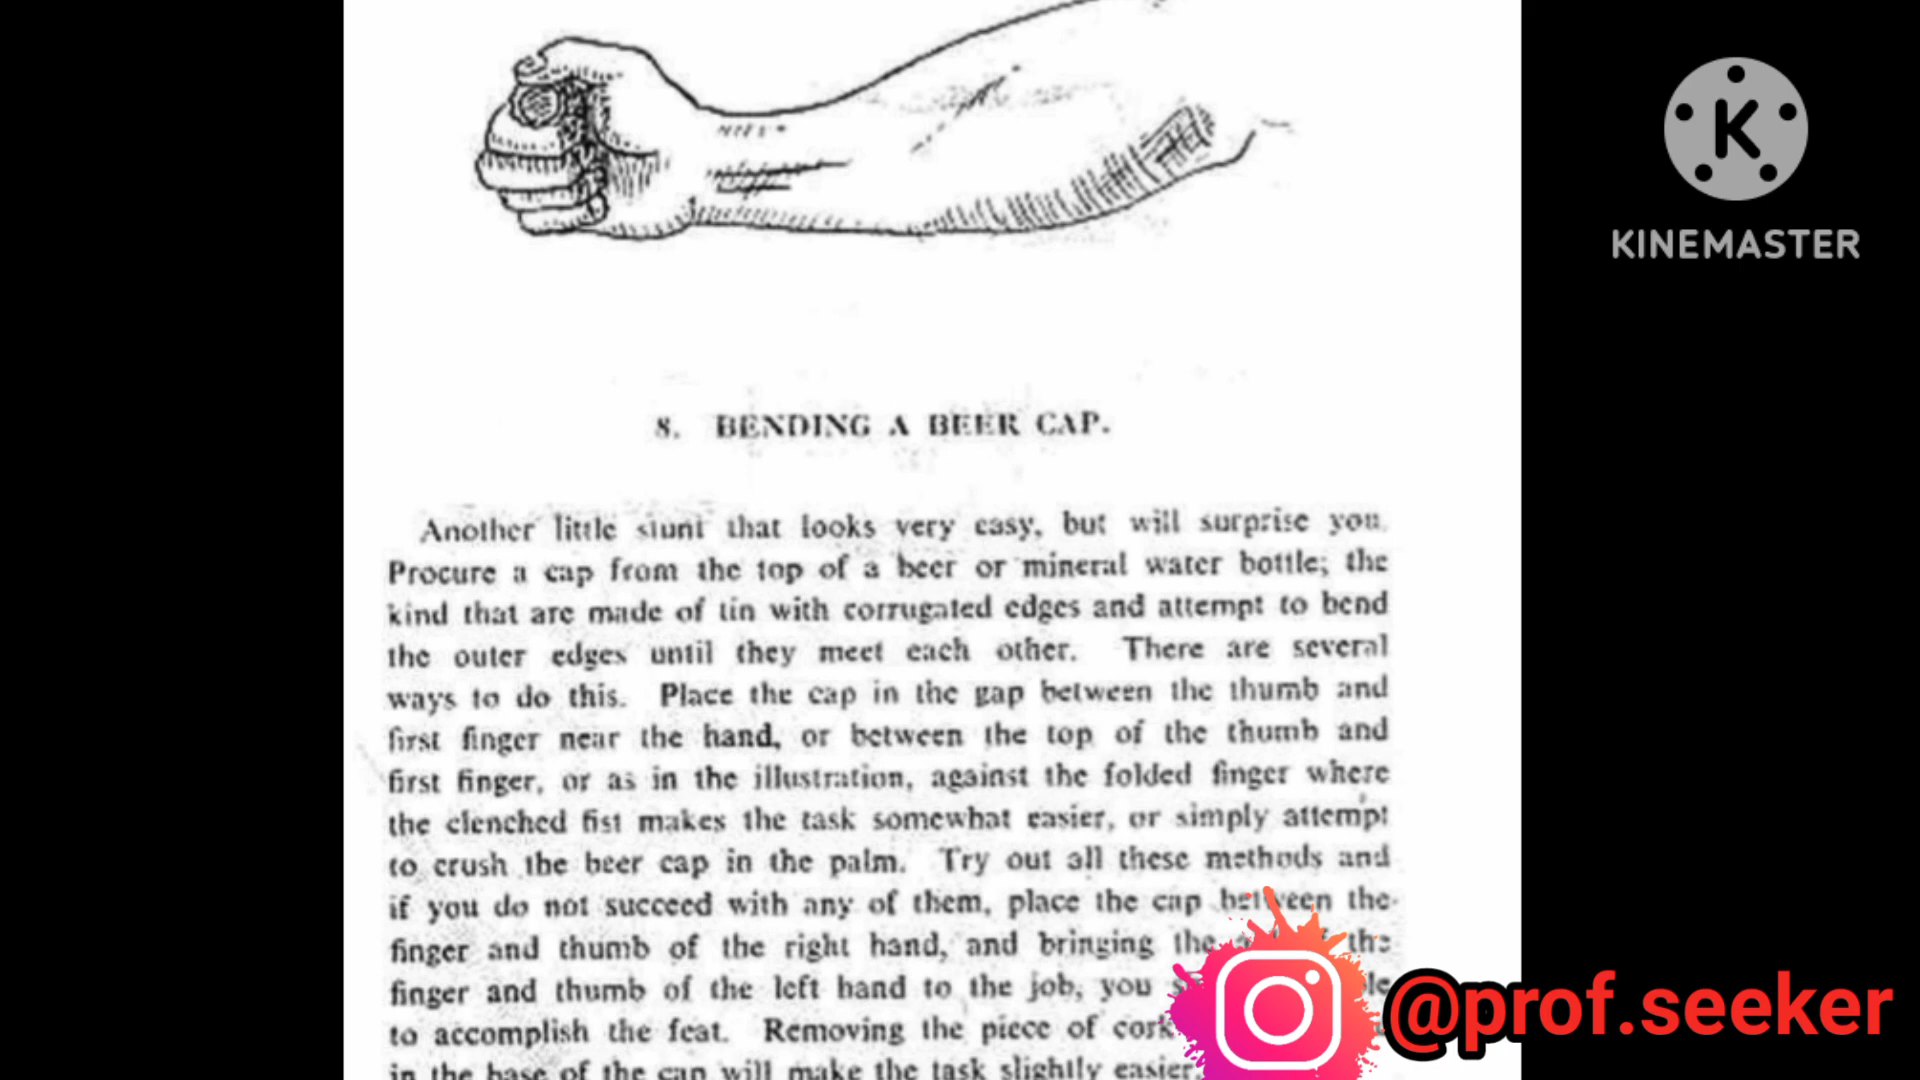 KINEMASTER
8. BENDING A BEER CAP.
Another little stunt that looks very easy, but will surprise you.
Procure a cap from the top of a beer or mineral water bottle; the
kind that are made of tin with corrugated edges and attempt to bend
the outer edges until they meet each other. There are several
ways to do this. Place the cap in the gap between the thumb and
first finger near the hand, or between the top of the thumb and
first finger, or as in the illustration, against the folded finger where
the clenched fist makes the task somewhat easier, or simply attempt
to crush the beer cap in the palm. Try out all these methods and
if you do not succeed with any of them, place the cap between the
finger and thumb of the right hand, and bringing the the
finger and thumb of the left hand to the job, you
to accomplish the feat. Removing the piece of cork
in the base of the cap will make the task slightly easier.
@prof.seeker